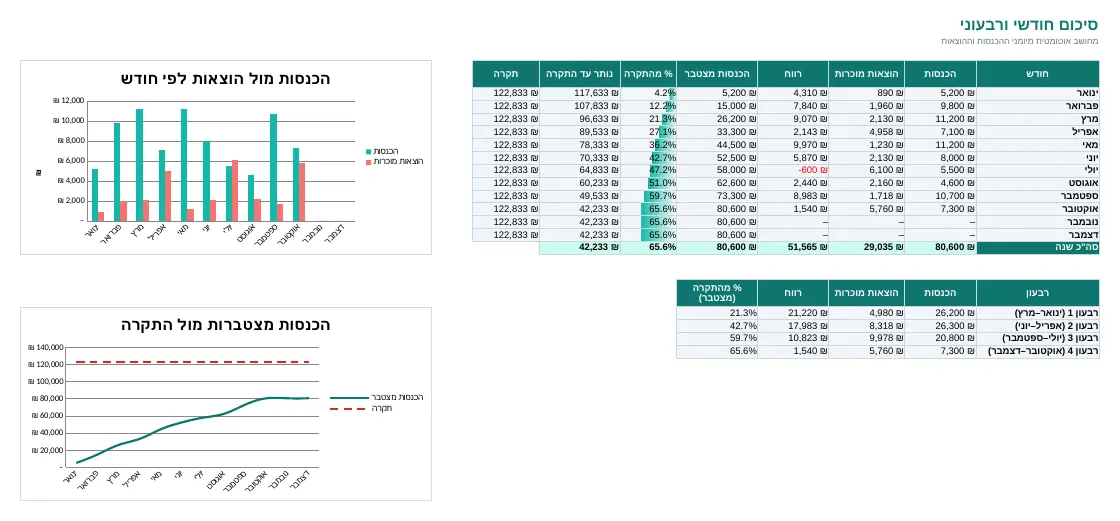 סיכום חודשי ורבעוני
מחושב אוטומטית מיומני ההכנסות וההוצאות
חודש הכנסות הוצאות מוכרות רווח הכנסות מצטבר % מהתקרה נותר עד התקרה תקרה
ינואר 5,200 ₪ 890 ₪ 4,310 ₪ 5,200 ₪ 4.2% 117,633 ₪ 122,833 ₪
פברואר 9,800 ₪ 1,960 ₪ 7,840 ₪ 15,000 ₪ 12.2% 107,833 ₪ 122,833 ₪
מרץ 11,200 ₪ 2,130 ₪ 9,070 ₪ 26,200 ₪ 21.3% 96,633 ₪ 122,833 ₪
אפריל 7,100 ₪ 4,958 ₪ 2,143 ₪ 33,300 ₪ 27.1% 89,533 ₪ 122,833 ₪
מאי 11,200 ₪ 1,230 ₪ 9,970 ₪ 44,500 ₪ 36.2% 78,333 ₪ 122,833 ₪
יוני 8,000 ₪ 2,130 ₪ 5,870 ₪ 52,500 ₪ 42.7% 70,333 ₪ 122,833 ₪
יולי 5,500 ₪ 6,100 ₪ -600 ₪ 58,000 ₪ 47.2% 64,833 ₪ 122,833 ₪
אוגוסט 4,600 ₪ 2,160 ₪ 2,440 ₪ 62,600 ₪ 51.0% 60,233 ₪ 122,833 ₪
ספטמבר 10,700 ₪ 1,718 ₪ 8,983 ₪ 73,300 ₪ 59.7% 49,533 ₪ 122,833 ₪
אוקטובר 7,300 ₪ 5,760 ₪ 1,540 ₪ 80,600 ₪ 65.6% 42,233 ₪ 122,833 ₪
נובמבר – – – 80,600 ₪ 65.6% 42,233 ₪ 122,833 ₪
דצמבר – – – 80,600 ₪ 65.6% 42,233 ₪ 122,833 ₪
סה"כ שנה 80,600 ₪ 29,035 ₪ 51,565 ₪ 80,600 ₪ 65.6% 42,233 ₪
רבעון הכנסות הוצאות מוכרות רווח % מהתקרה (מצטבר)
רבעון 1 (ינואר–מרץ) 26,200 ₪ 4,980 ₪ 21,220 ₪ 21.3%
רבעון 2 (אפריל–יוני) 26,300 ₪ 8,318 ₪ 17,983 ₪ 42.7%
רבעון 3 (יולי–ספטמבר) 20,800 ₪ 9,978 ₪ 10,823 ₪ 59.7%
רבעון 4 (אוקטובר–דצמבר) 7,300 ₪ 5,760 ₪ 1,540 ₪ 65.6%
הכנסות מול הוצאות לפי חודש
₪ 12,000
₪ 10,000
₪ 8,000
₪ 6,000
₪ 4,000
₪ 2,000
-
₪
הכנסות
הוצאות מוכרות
ינואר פברואר מרץ אפריל מאי יוני יולי אוגוסט ספטמבר אוקטובר נובמבר דצמבר
הכנסות מצטברות מול התקרה
₪ 140,000
₪ 120,000
₪ 100,000
₪ 80,000
₪ 60,000
₪ 40,000
₪ 20,000
-
הכנסות מצטבר
תקרה
ינואר פברואר מרץ אפריל מאי יוני יולי אוגוסט ספטמבר אוקטובר נובמבר דצמבר